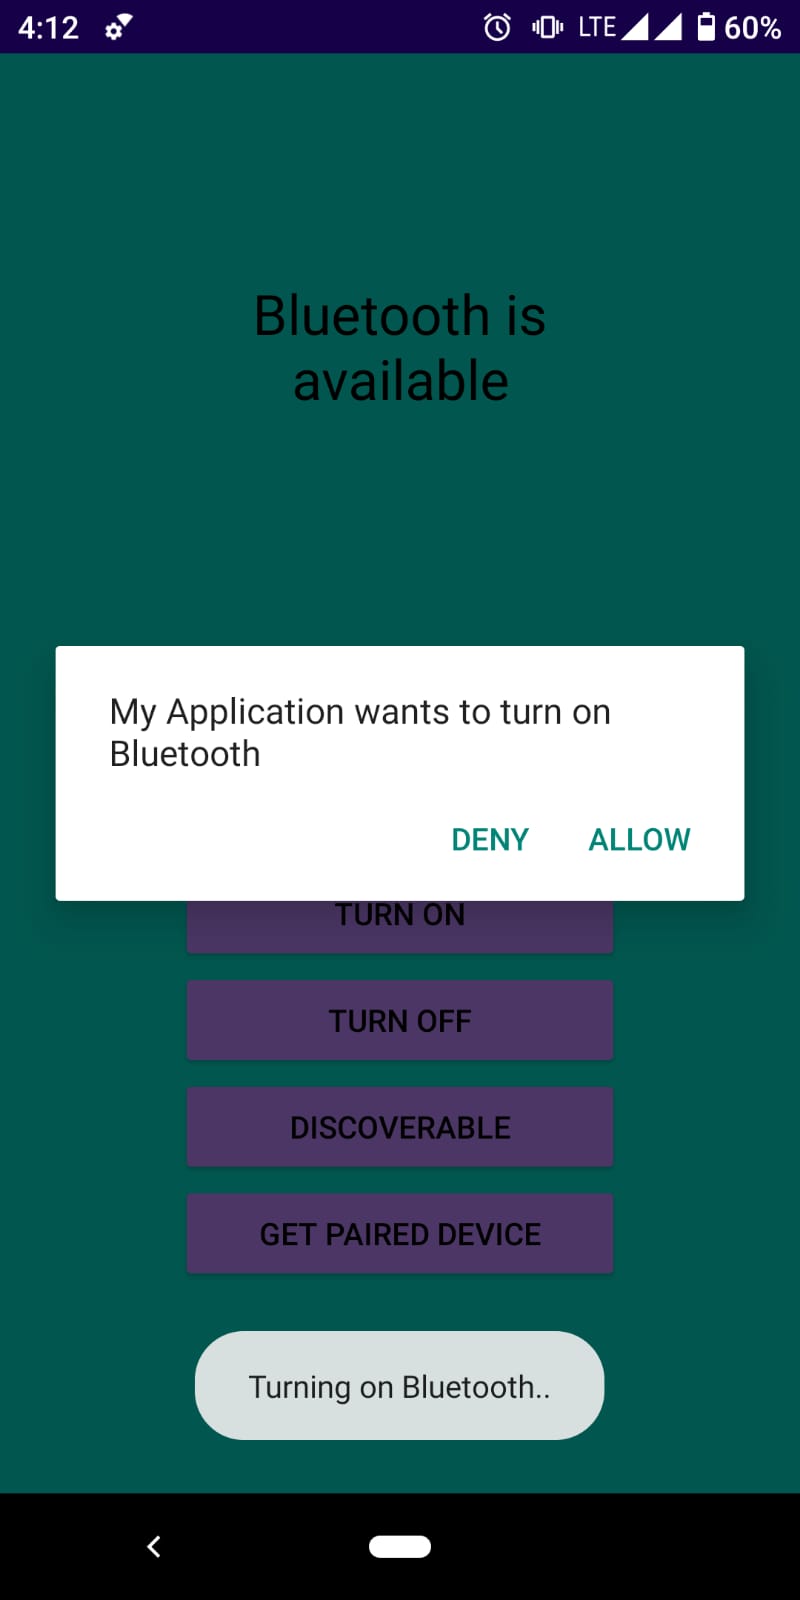 4:12 LTE 60%
Bluetooth is
available
My Application wants to turn on
Bluetooth
DENY ALLOW
TURN ON
TURN OFF
DISCOVERABLE
GET PAIRED DEVICE
Turning on Bluetooth..